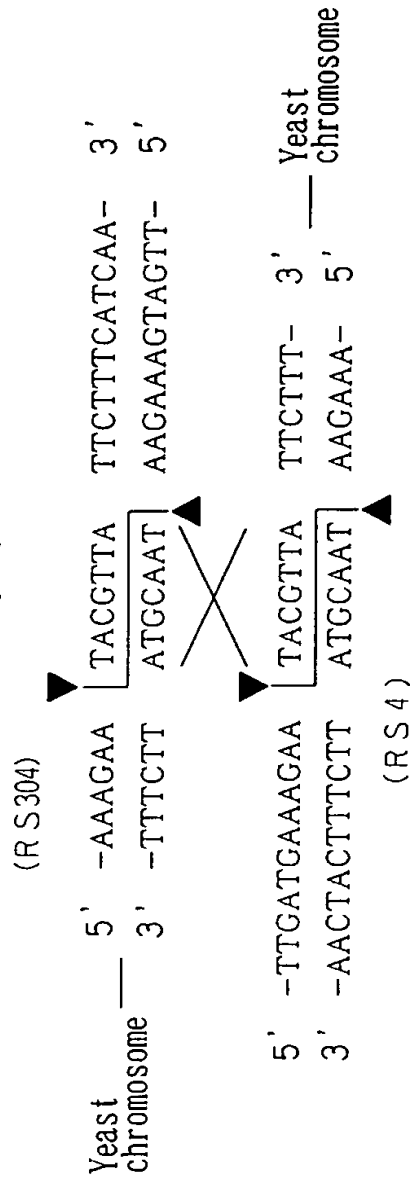 (RS304)
Yeast chromosome
5' -AAAGAA TACGTTA TTCTTTCATCAA- 3'
3' -TTTCTT ATGCAAT AAGAAAGTAGTT- 5'
5' -TTGATGAAAGAA TACGTTA TTCTTT- 3'
3' -AACTACTTTCTT ATGCAAT AAGAAA- 5'
Yeast chromosome
(RS4)